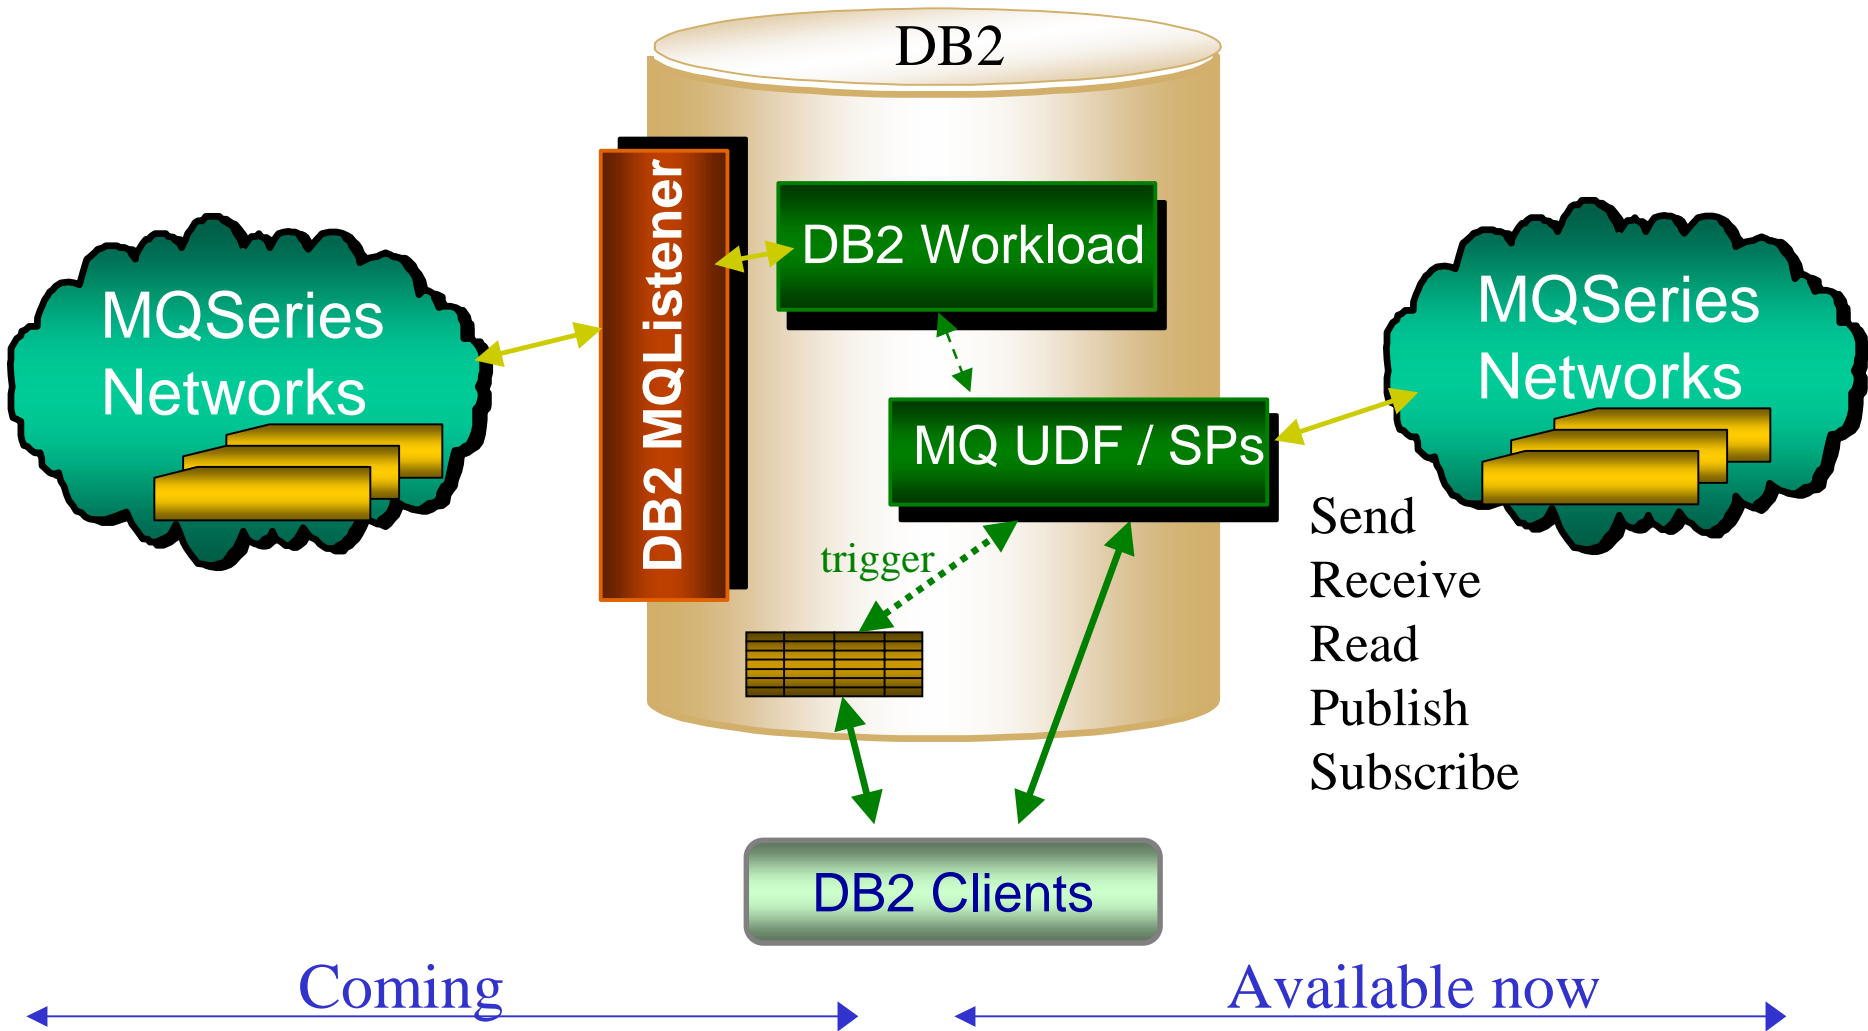 DB2
DB2 MQListener
DB2 Workload
MQSeries
Networks
MQSeries
Networks
MQ UDF / SPs
trigger
Send
Receive
Read
Publish
Subscribe
DB2 Clients
Coming
Available now